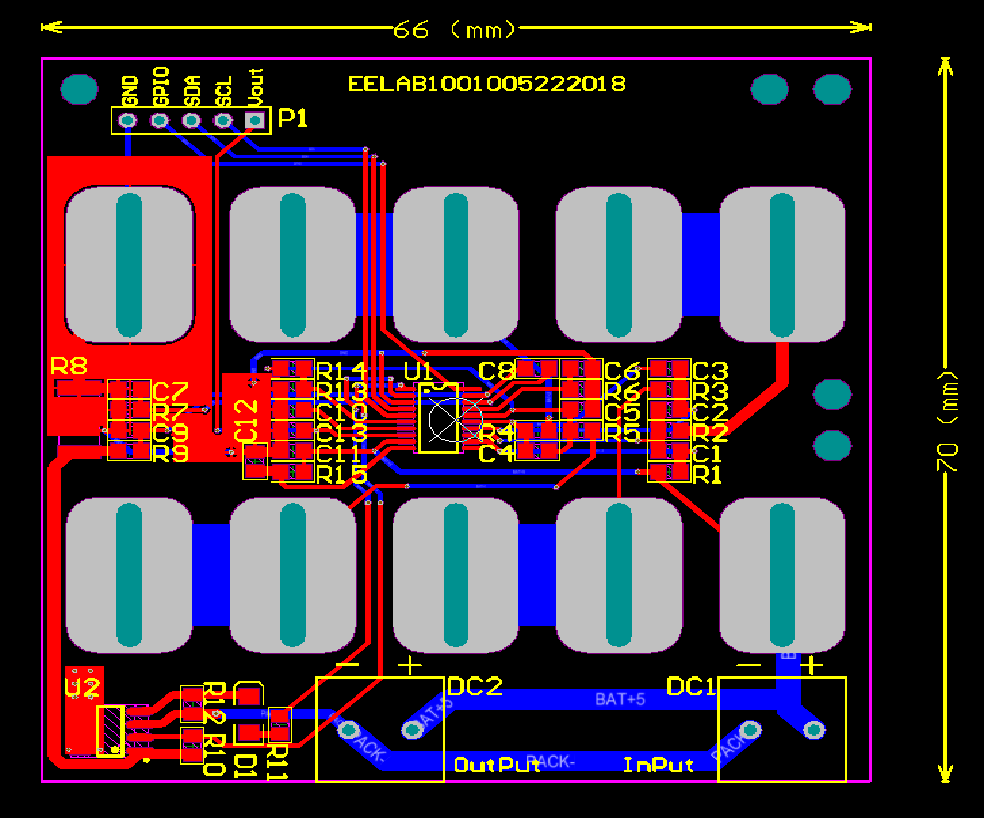 66 (mm)
EELAB1001005222018
GND
GPIO
SDA
SCL
Vout
P1
70 (mm)
R8
C7
R7
C9
R9
C12
R14
R13
C10
C13
C11
R15
U1
C8
R4
C4
C6
R6
C5
R5
C3
R3
C2
R2
C1
R1
U2
R12
R10
D1
R11
- +
DC2
BAT+5
DC1
- +
BAT+5
PACK-
OutPut
PACK-
InPut
PACK